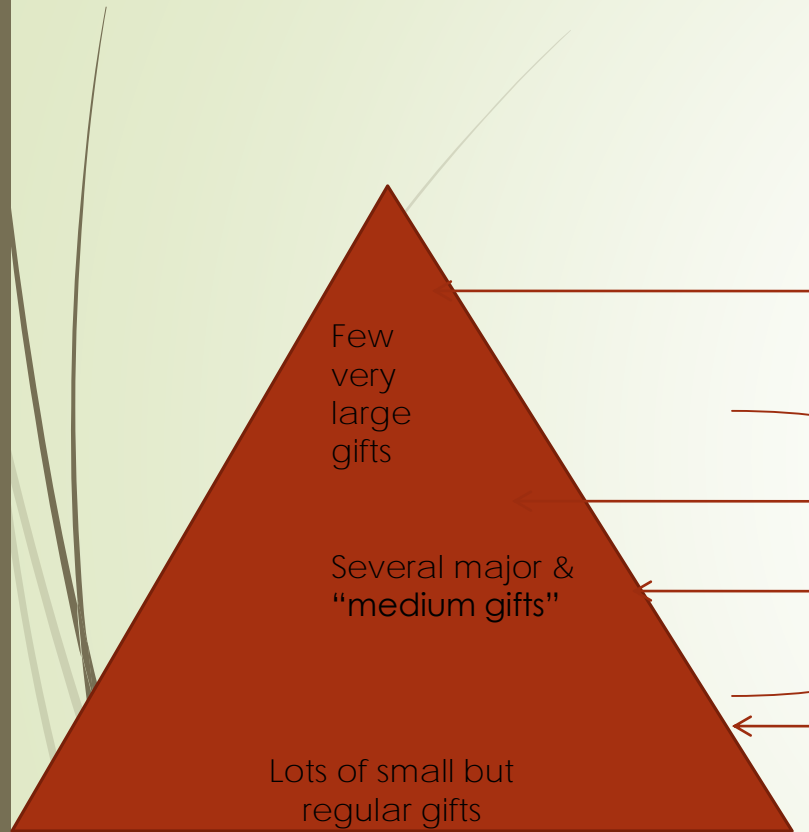 Few
very
large
gifts
Several major &
“medium gifts”
Lots of small but
regular gifts